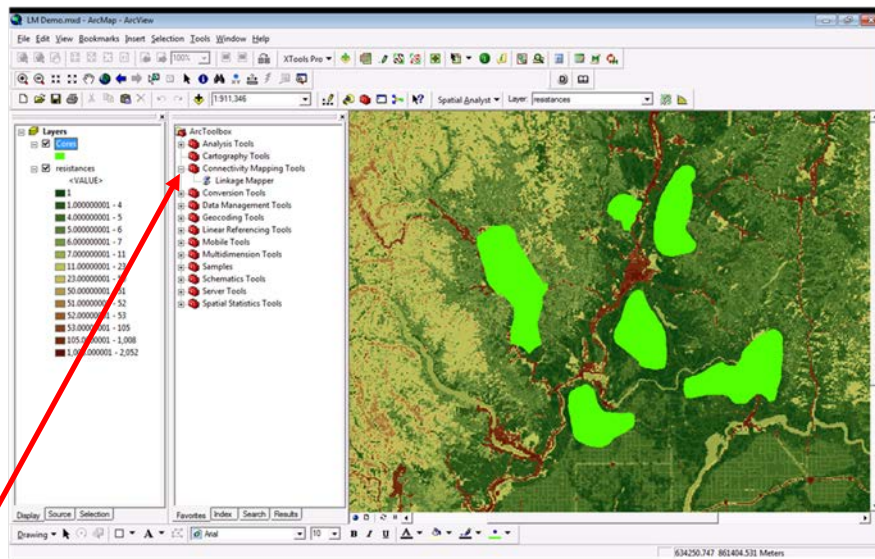 LM Demo.mxd - ArcMap - ArcView
File Edit View Bookmarks Insert Selection Tools Window Help
100% XTools Pro
1:911,346 Spatial Analyst Layer: resistances
Layers
Cores
resistances
<VALUE>
1
1.000000001 - 4
4.000000001 - 5
5.000000001 - 6
6.000000001 - 7
7.000000001 - 11
11.00000001 - 23
23.00000001 -
50.00000001 - 51
51.00000001 - 52
52.00000001 - 53
53.00000001 - 105
105.0000001 - 1,008
- 2,052
Display Source Selection
ArcToolbox
Analysis Tools
Cartography Tools
Connectivity Mapping Tools
Linkage Mapper
Conversion Tools
Data Management Tools
Geocoding Tools
Linear Referencing Tools
Mobile Tools
Multidimension Tools
Samples
Schematics Tools
Server Tools
Spatial Statistics Tools
Favorites Index Search Results
Drawing A Arial 10 B I U A
634250.747 861404.531 Meters